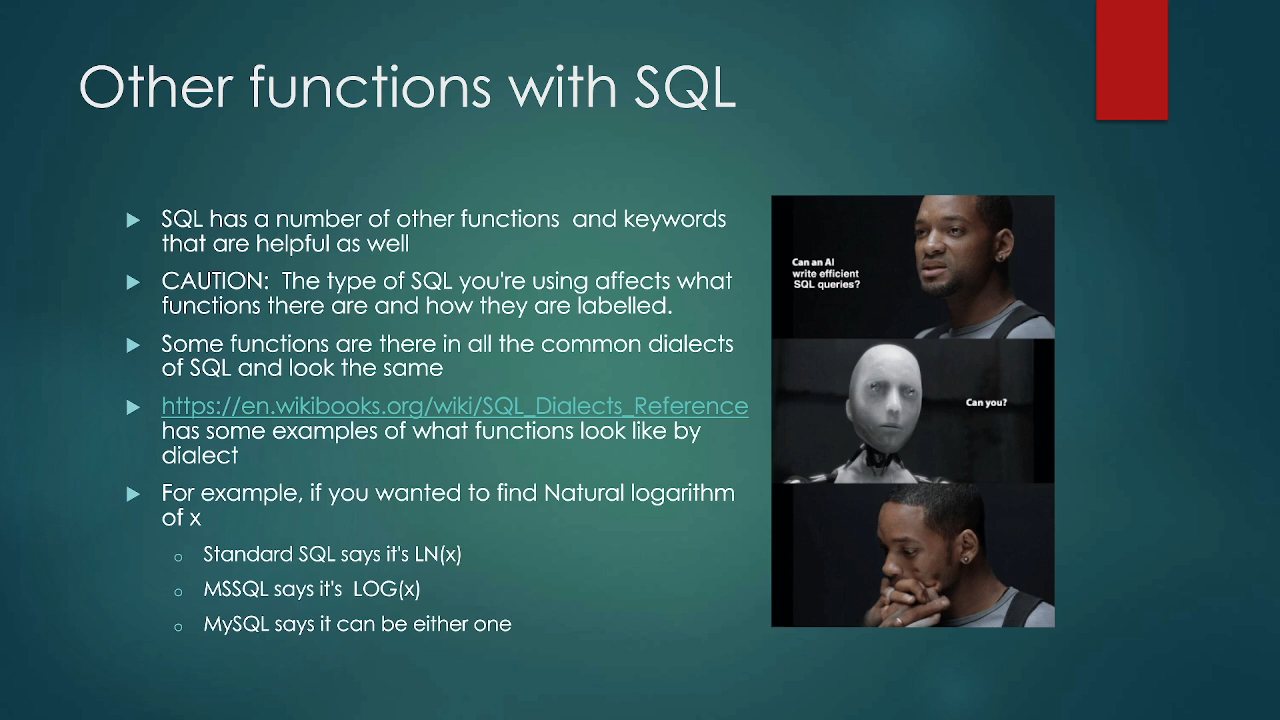 Other functions with SQL
SQL has a number of other functions  and keywords
that are helpful as well
CAUTION:  The type of SQL you're using affects what
functions there are and how they are labelled.
Some functions are there in all the common dialects
of SQL and look the same
https://en.wikibooks.org/wiki/SQL_Dialects_Reference
has some examples of what functions look like by
dialect
For example, if you wanted to find Natural logarithm
of x
Standard SQL says it's LN(x)
MSSQL says it's  LOG(x)
MySQL says it can be either one
Can an AI
write efficient
SQL queries?
Can you?